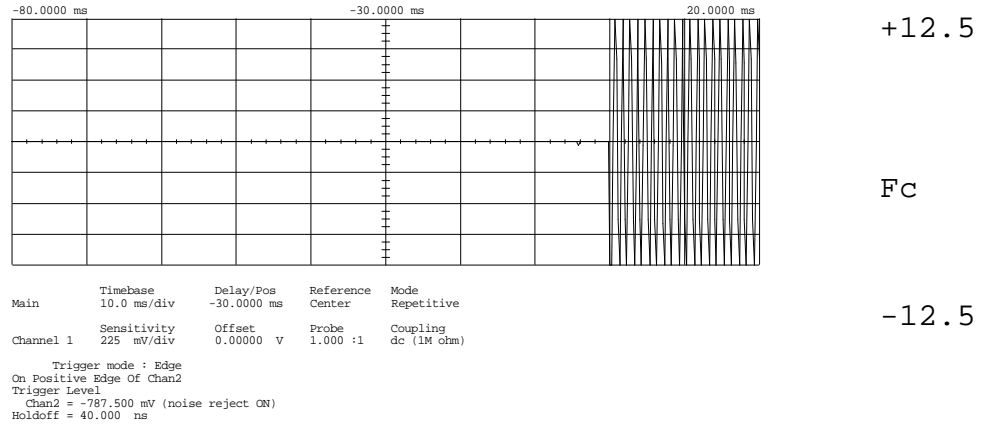 -80.0000 ms -30.0000 ms 20.0000 ms
+12.5
Fc
-12.5
Timebase Delay/Pos Reference Mode
Main 10.0 ms/div -30.0000 ms Center Repetitive
Sensitivity Offset Probe Coupling
Channel 1 225 mV/div 0.00000 V 1.000 :1 dc (1M ohm)
Trigger mode : Edge
On Positive Edge Of Chan2
Trigger Level
Chan2 = -787.500 mV (noise reject ON)
Holdoff = 40.000 ns